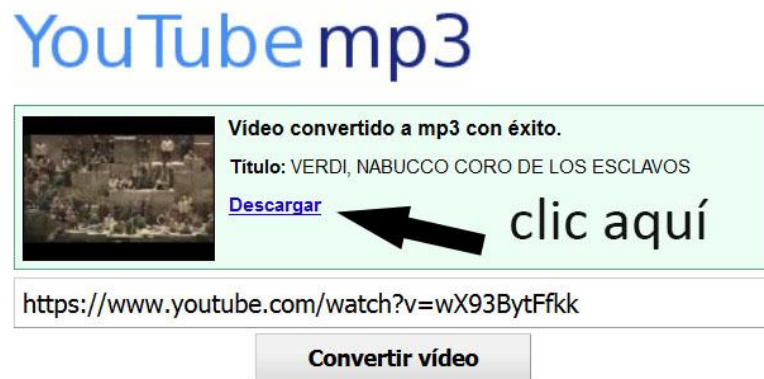 YouTube mp3
Vídeo convertido a mp3 con éxito.
Título: VERDI, NABUCCO CORO DE LOS ESCLAVOS
Descargar
clic aquí
https://www.youtube.com/watch?v=wX93BytFfkk
Convertir vídeo